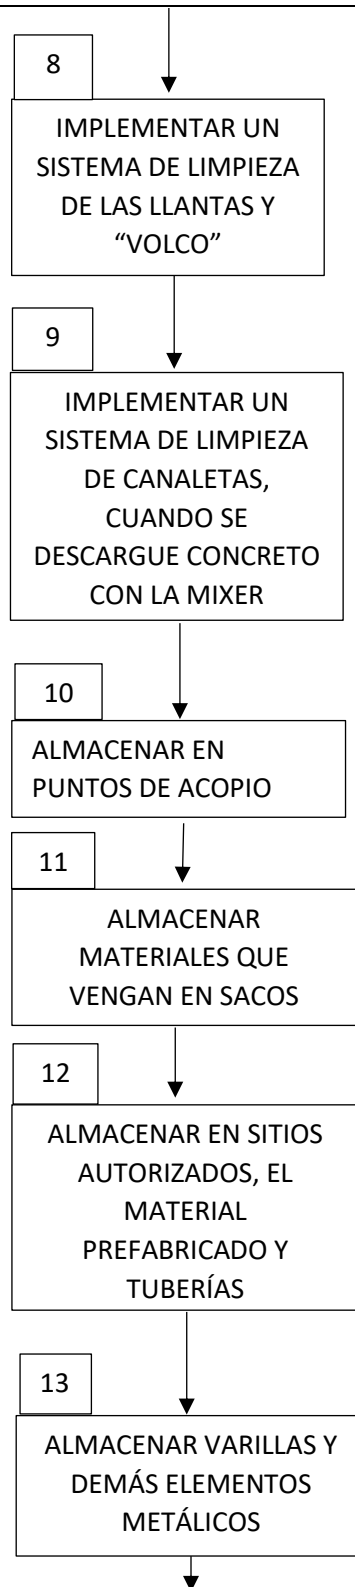 8
IMPLEMENTAR UN
SISTEMA DE LIMPIEZA
DE LAS LLANTAS Y
“VOLCO”
9
IMPLEMENTAR UN
SISTEMA DE LIMPIEZA
DE CANALETAS,
CUANDO SE
DESCARGUE CONCRETO
CON LA MIXER
10
ALMACENAR EN
PUNTOS DE ACOPIO
11
ALMACENAR
MATERIALES QUE
VENGAN EN SACOS
12
ALMACENAR EN SITIOS
AUTORIZADOS, EL
MATERIAL
PREFABRICADO Y
TUBERÍAS
13
ALMACENAR VARILLAS Y
DEMÁS ELEMENTOS
METÁLICOS